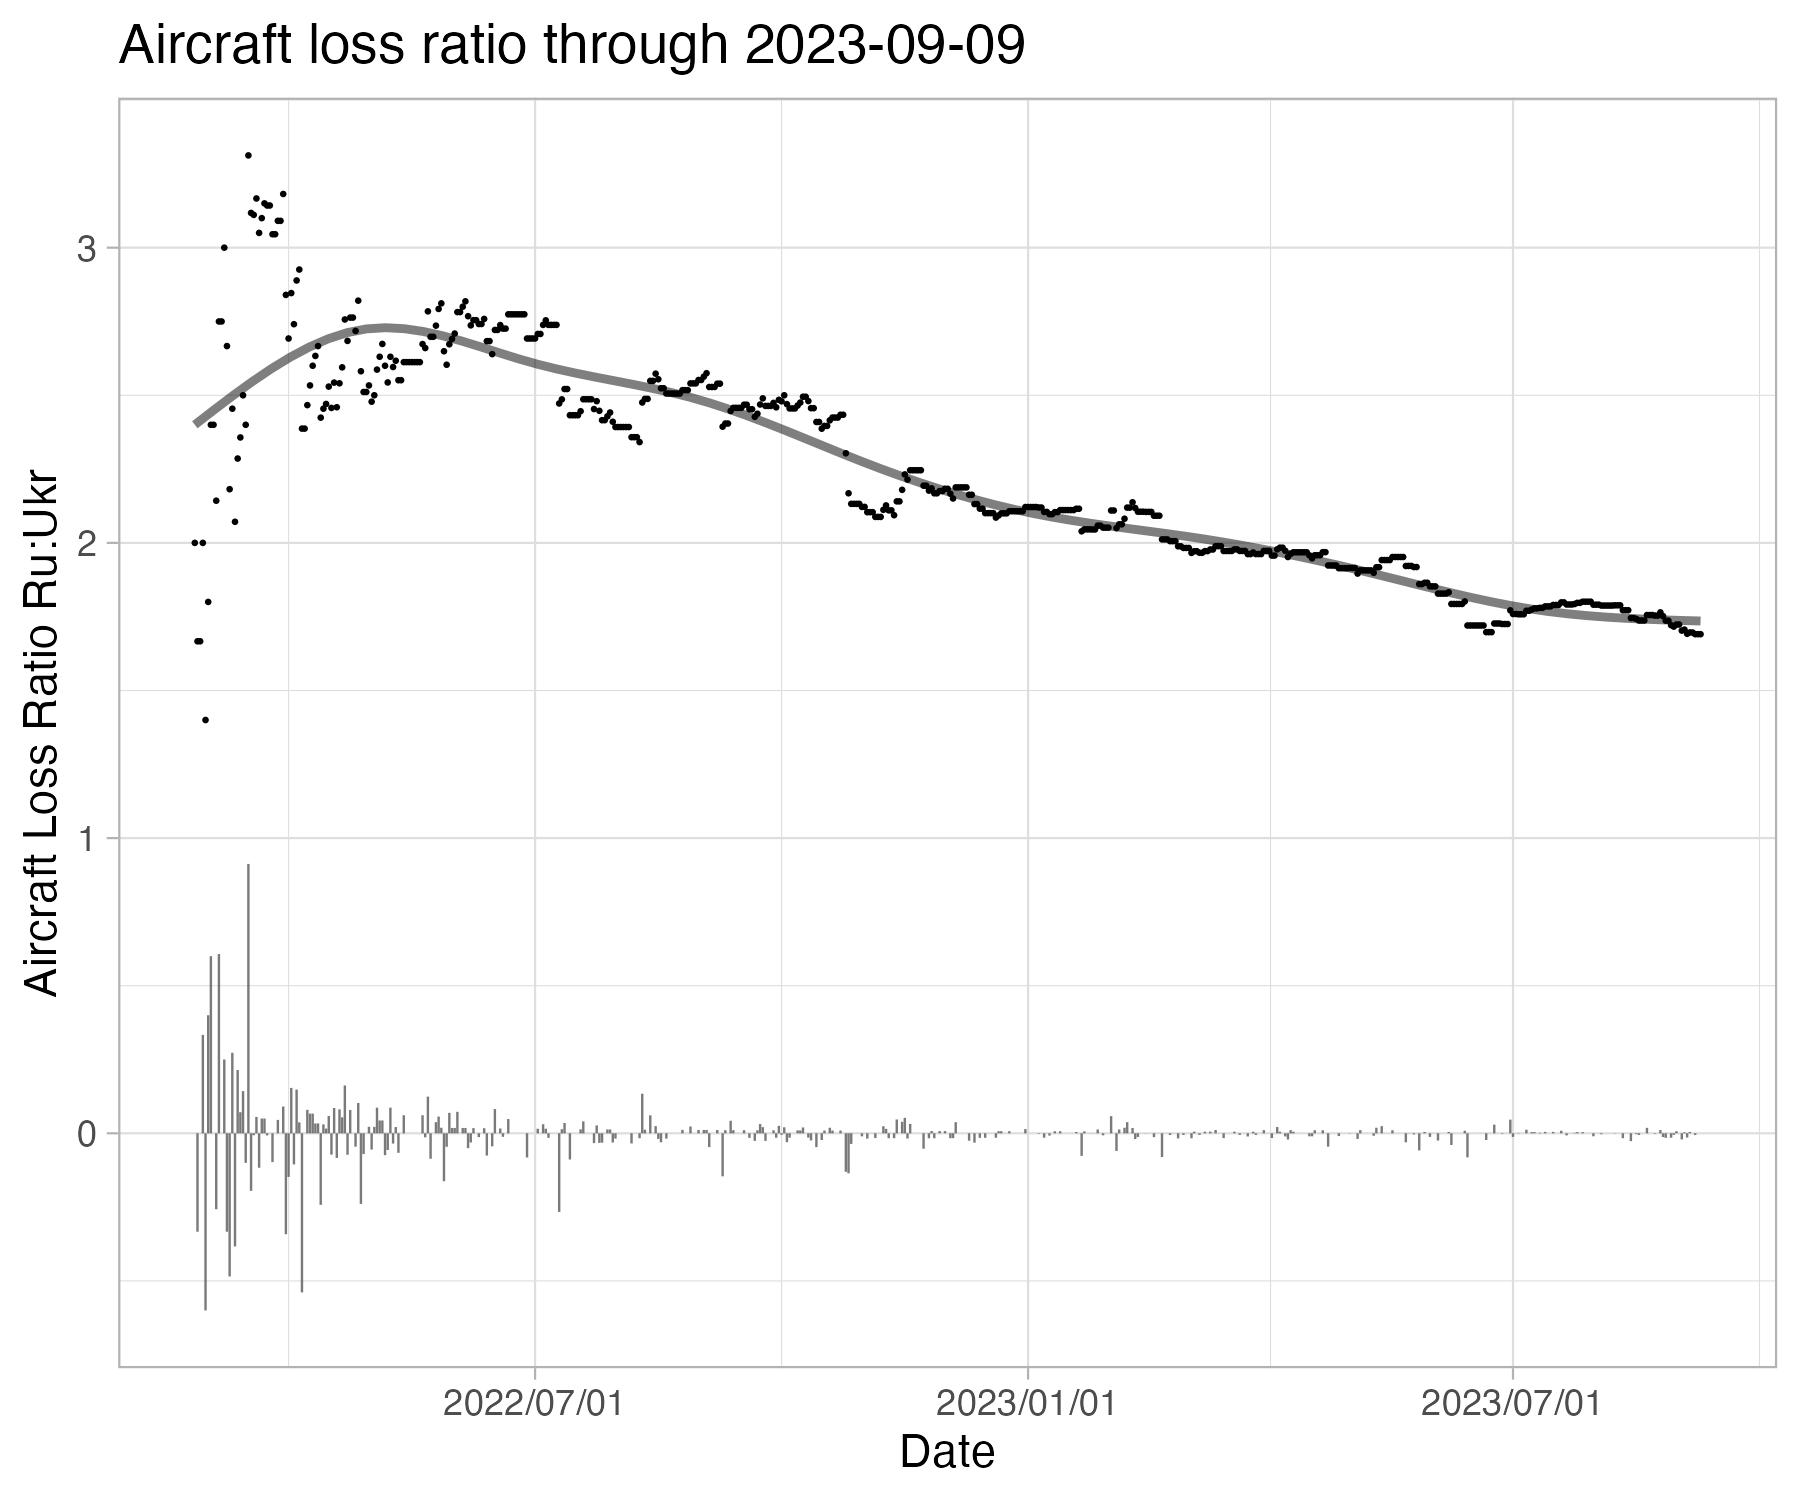 Aircraft loss ratio through 2023-09-09
Aircraft Loss Ratio Ru:Ukr
3
2
1
0
2022/07/01
2023/01/01
2023/07/01
Date